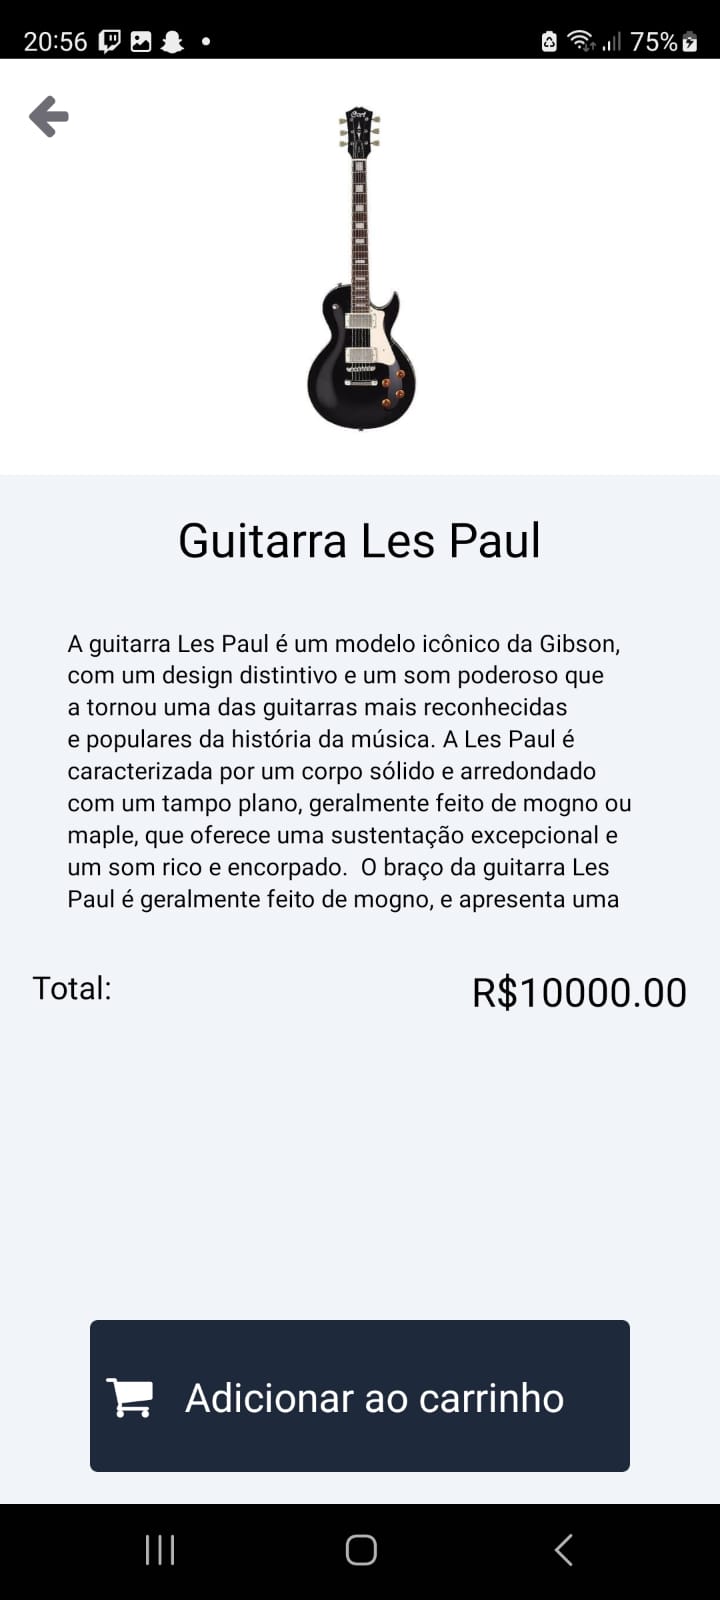 20:56
75%
Cort
Guitarra Les Paul
A guitarra Les Paul é um modelo icônico da Gibson,
com um design distintivo e um som poderoso que
a tornou uma das guitarras mais reconhecidas
e populares da história da música. A Les Paul é
caracterizada por um corpo sólido e arredondado
com um tampo plano, geralmente feito de mogno ou
maple, que oferece uma sustentação excepcional e
um som rico e encorpado.  O braço da guitarra Les
Paul é geralmente feito de mogno, e apresenta uma
Total:
R$10000.00
Adicionar ao carrinho